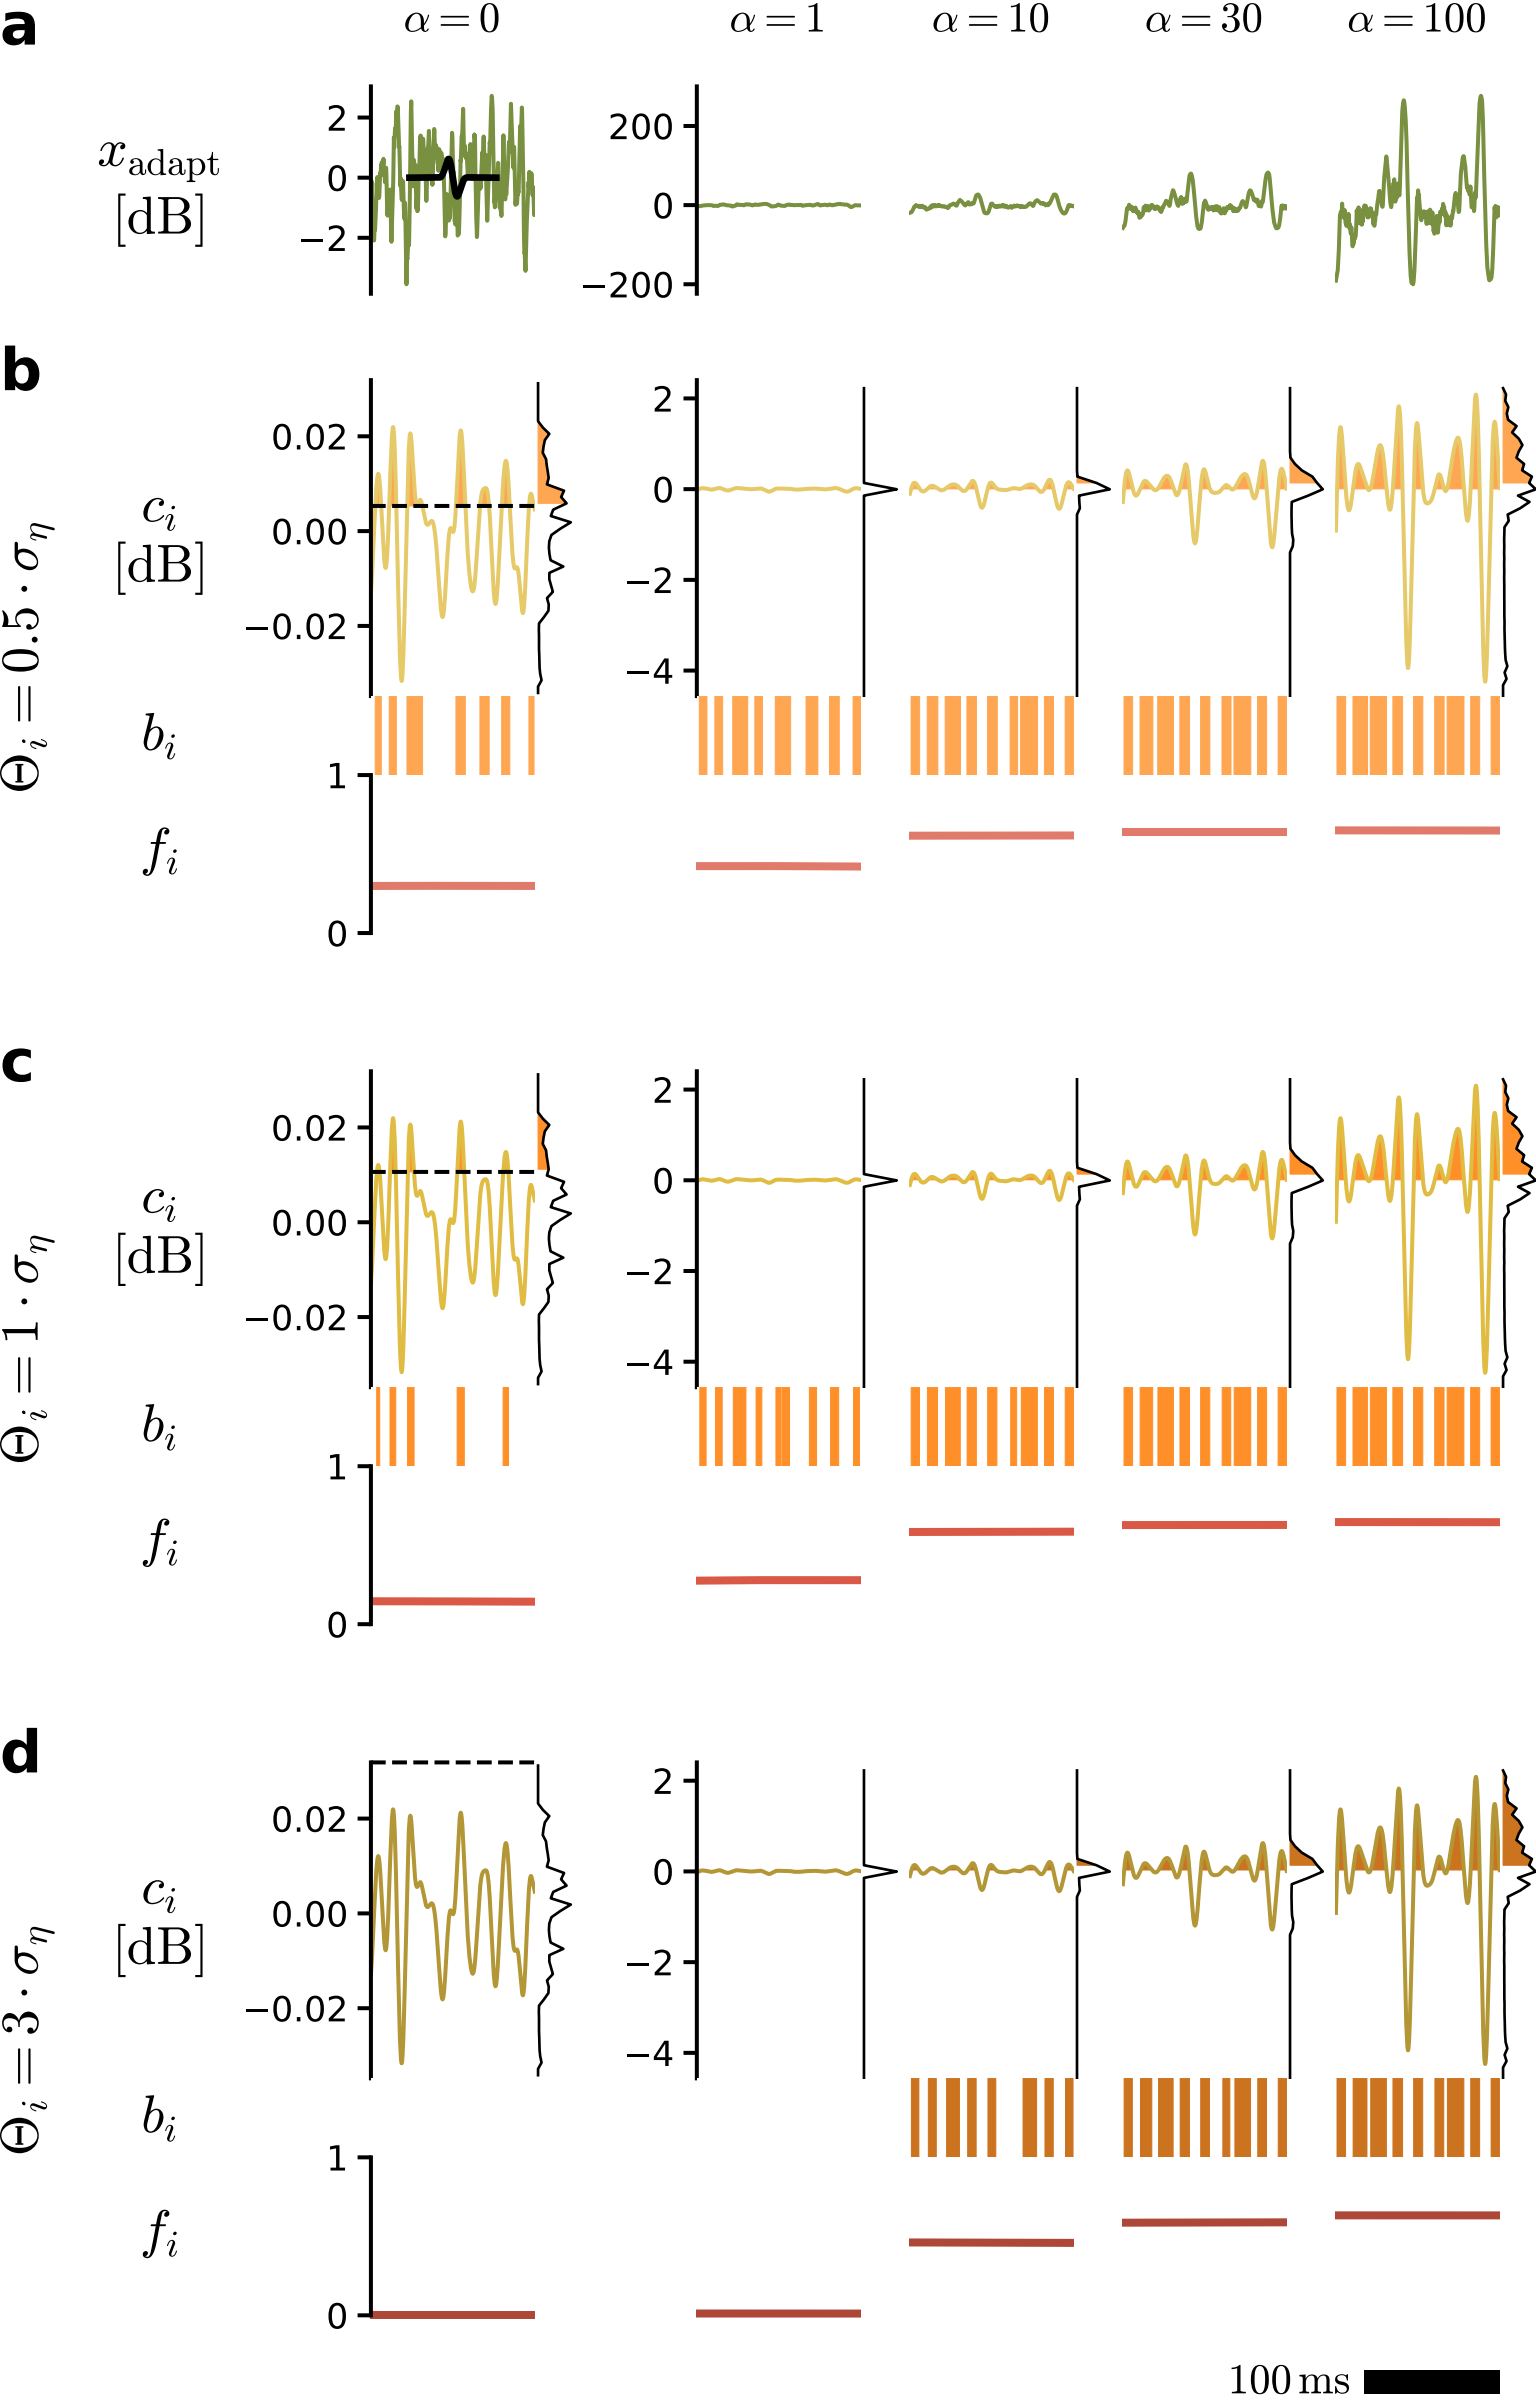 a
α = 0
α = 1
α = 10
α = 30
α = 100
x_adapt
[dB]
2
0
−2
200
0
−200
b
Θ_i = 0.5 · σ_η
c_i
[dB]
0.02
0.00
−0.02
2
0
−2
−4
b_i
f_i
1
0
c
Θ_i = 1 · σ_η
c_i
[dB]
0.02
0.00
−0.02
2
0
−2
−4
b_i
f_i
1
0
d
Θ_i = 3 · σ_η
c_i
[dB]
0.02
0.00
−0.02
2
0
−2
−4
b_i
f_i
1
0
100 ms